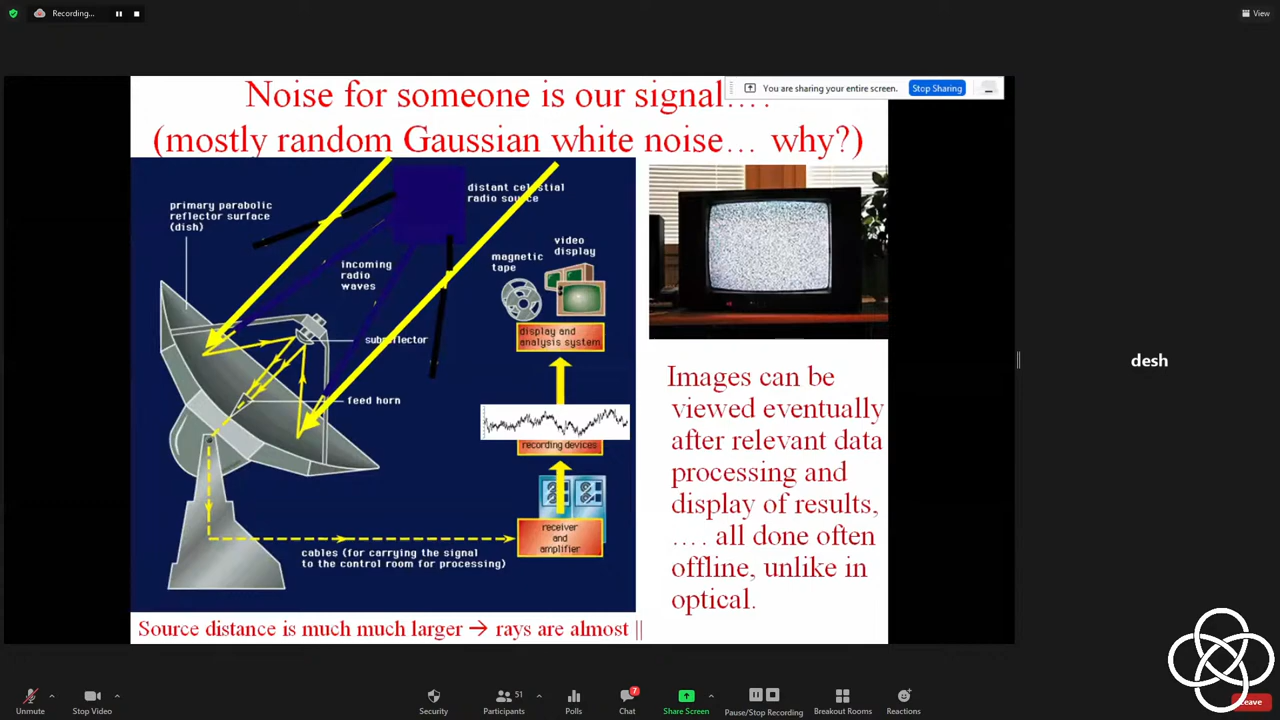 Recording...
View
You are sharying your entire screen.
Stop Sharing
Noise for someone is our signal….
(mostly random Gaussian white noise… why?)
primary parabolic
reflector surface
(dish)
distant celestial
radio source
incoming
radio
waves
subreflector
feed horn
magnetic
tape
video
display
display and
analysis system
recording devices
receiver
and
amplifier
cables (for carrying the signal
to the control room for processing)
Images can be
viewed eventually
after relevant data
processing and
display of results,
…. all done often
offline, unlike in
optical.
Source distance is much much larger → rays are almost ||
desh
Unmute
Stop Video
Security
51
Participants
Polls
7
Chat
Share Screen
Pause/Stop Recording
Breakout Rooms
Reactions
Leave